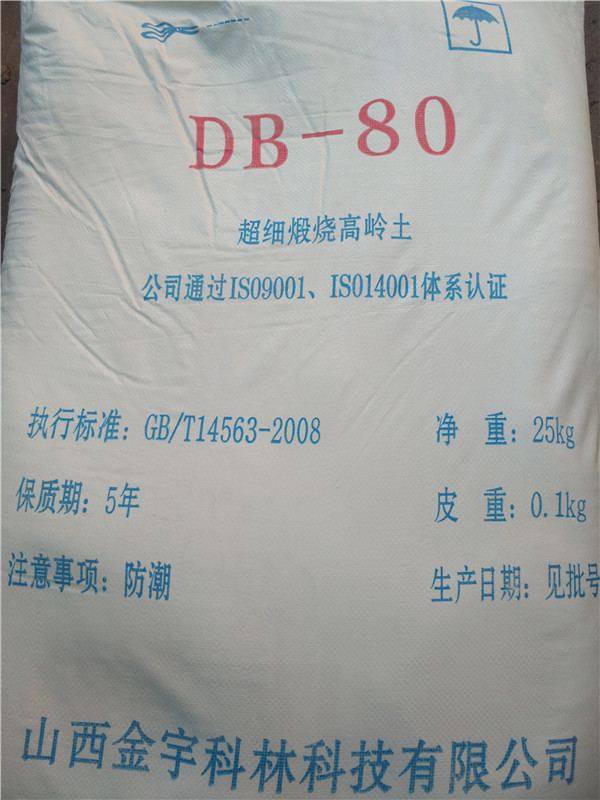 DB-80
超细煅烧高岭土
公司通过ISO9001、ISO14001体系认证
执行标准：GB/T14563-2008
净 重：25kg
保质期：5年
皮 重：0.1kg
注意事项：防潮
生产日期：见批号
山西金宇科林科技有限公司